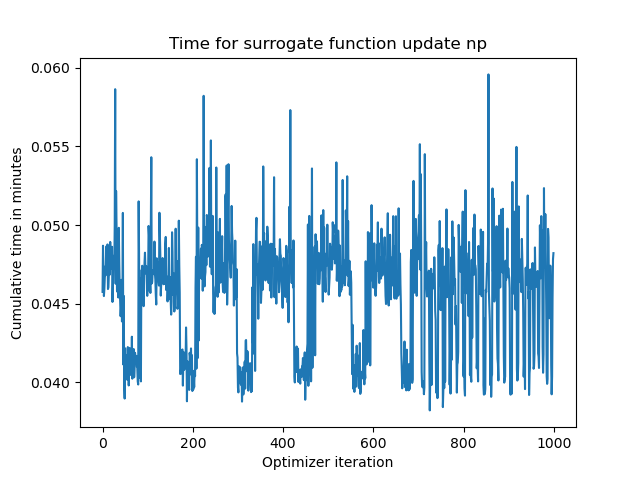 Time for surrogate function update np
0.060
0.055
0.050
0.045
0.040
Cumulative time in minutes
0 200 400 600 800 1000
Optimizer iteration